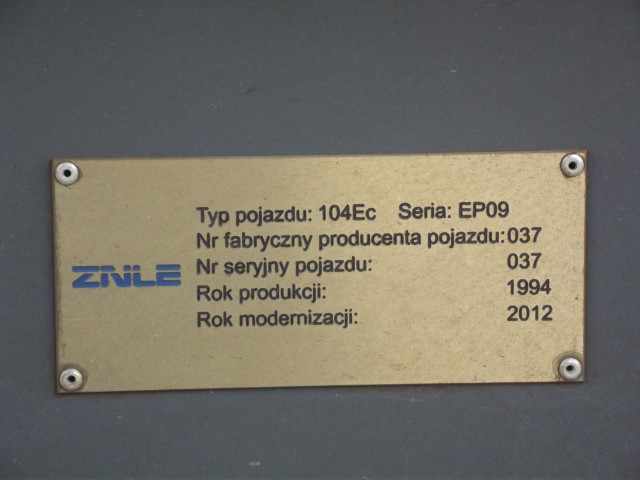 Typ pojazdu: 104Ec Seria: EP09
Nr fabryczny producenta pojazdu: 037
ZNLE
Nr seryjny pojazdu: 037
Rok produkcji: 1994
Rok modernizacji: 2012